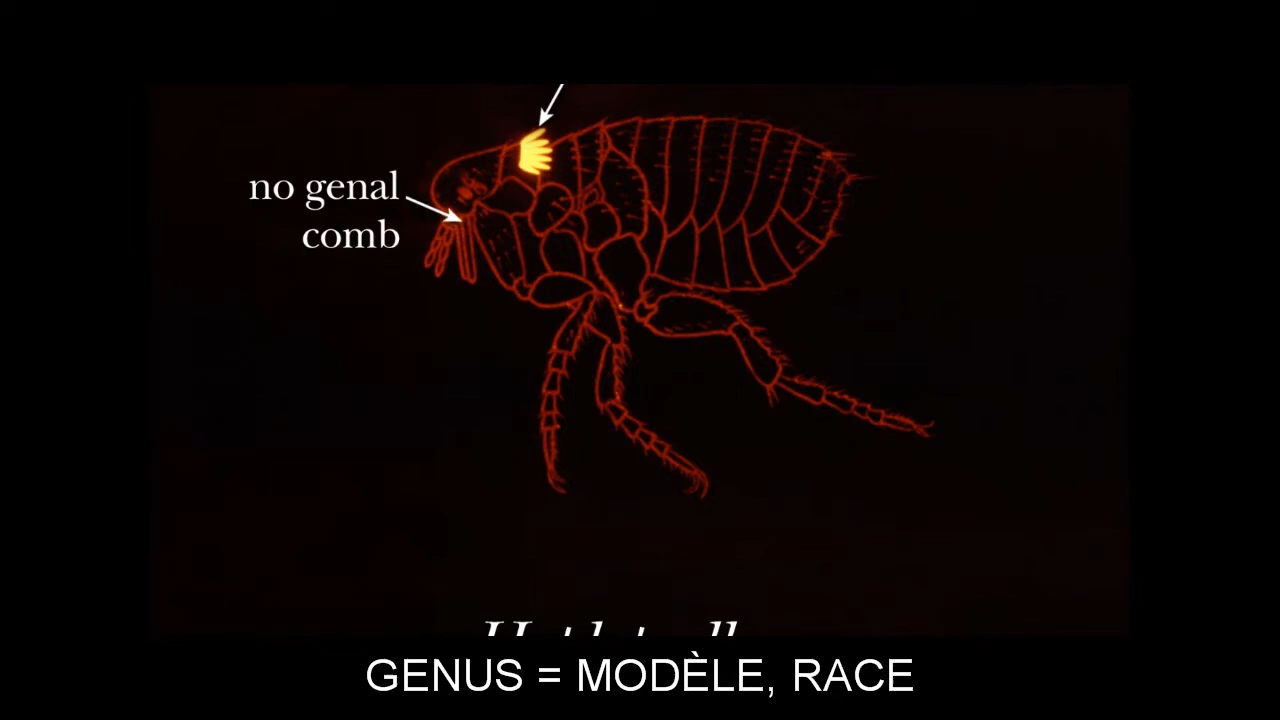 no genal
comb
GENUS = MODÈLE, RACE